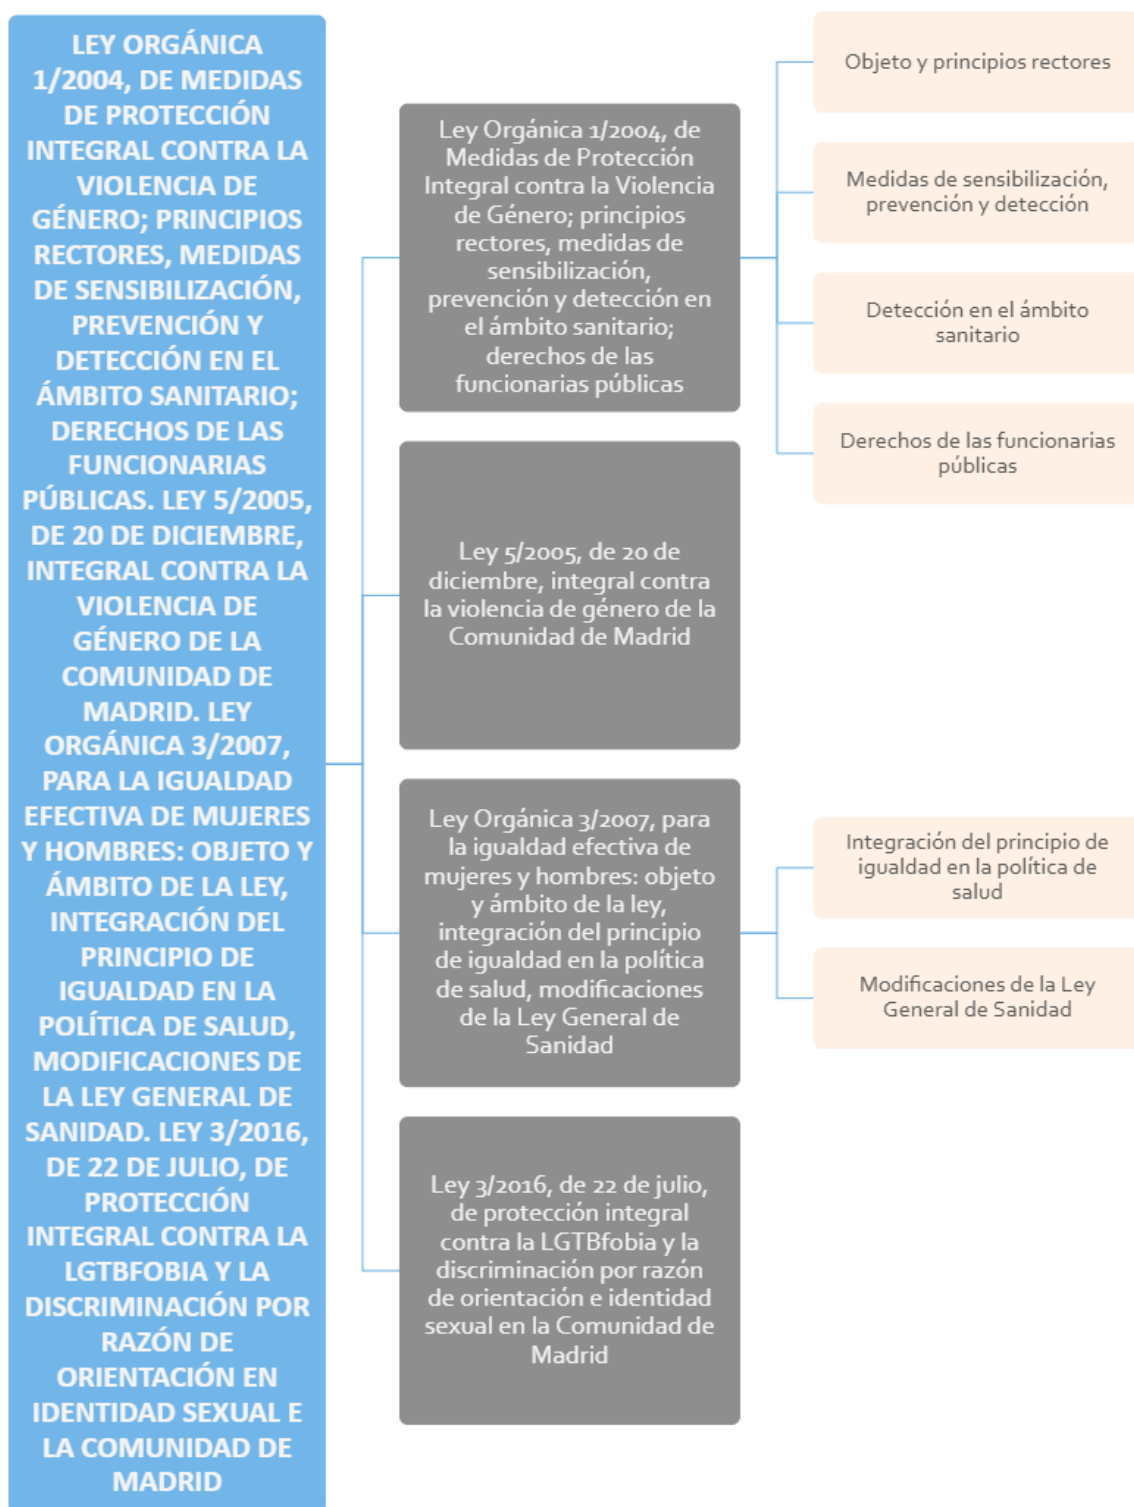 LEY ORGÁNICA
1/2004, DE MEDIDAS
DE PROTECCIÓN
INTEGRAL CONTRA LA
VIOLENCIA DE
GÉNERO; PRINCIPIOS
RECTORES, MEDIDAS
DE SENSIBILIZACIÓN,
PREVENCIÓN Y
DETECCIÓN EN EL
ÁMBITO SANITARIO;
DERECHOS DE LAS
FUNCIONARIAS
PÚBLICAS. LEY 5/2005,
DE 20 DE DICIEMBRE,
INTEGRAL CONTRA LA
VIOLENCIA DE
GÉNERO DE LA
COMUNIDAD DE
MADRID. LEY
ORGÁNICA 3/2007,
PARA LA IGUALDAD
EFECTIVA DE MUJERES
Y HOMBRES: OBJETO Y
ÁMBITO DE LA LEY,
INTEGRACIÓN DEL
PRINCIPIO DE
IGUALDAD EN LA
POLÍTICA DE SALUD,
MODIFICACIONES DE
LA LEY GENERAL DE
SANIDAD. LEY 3/2016,
DE 22 DE JULIO, DE
PROTECCIÓN
INTEGRAL CONTRA LA
LGTBFOBIA Y LA
DISCRIMINACIÓN POR
RAZÓN DE
ORIENTACIÓN EN
IDENTIDAD SEXUAL E
LA COMUNIDAD DE
MADRID
Ley Orgánica 1/2004, de
Medidas de Protección
Integral contra la Violencia
de Género; principios
rectores, medidas de
sensibilización,
prevención y detección en
el ámbito sanitario;
derechos de las
funcionarias públicas
Objeto y principios rectores
Medidas de sensibilización,
prevención y detección
Detección en el ámbito
sanitario
Derechos de las funcionarias
públicas
Ley 5/2005, de 20 de
diciembre, integral contra
la violencia de género de la
Comunidad de Madrid
Ley Orgánica 3/2007, para
la igualdad efectiva de
mujeres y hombres: objeto
y ámbito de la ley,
integración del principio
de igualdad en la política
de salud, modificaciones
de la Ley General de
Sanidad
Integración del principio de
igualdad en la política de
salud
Modificaciones de la Ley
General de Sanidad
Ley 3/2016, de 22 de julio,
de protección integral
contra la LGTBfobia y la
discriminación por razón
de orientación e identidad
sexual en la Comunidad de
Madrid